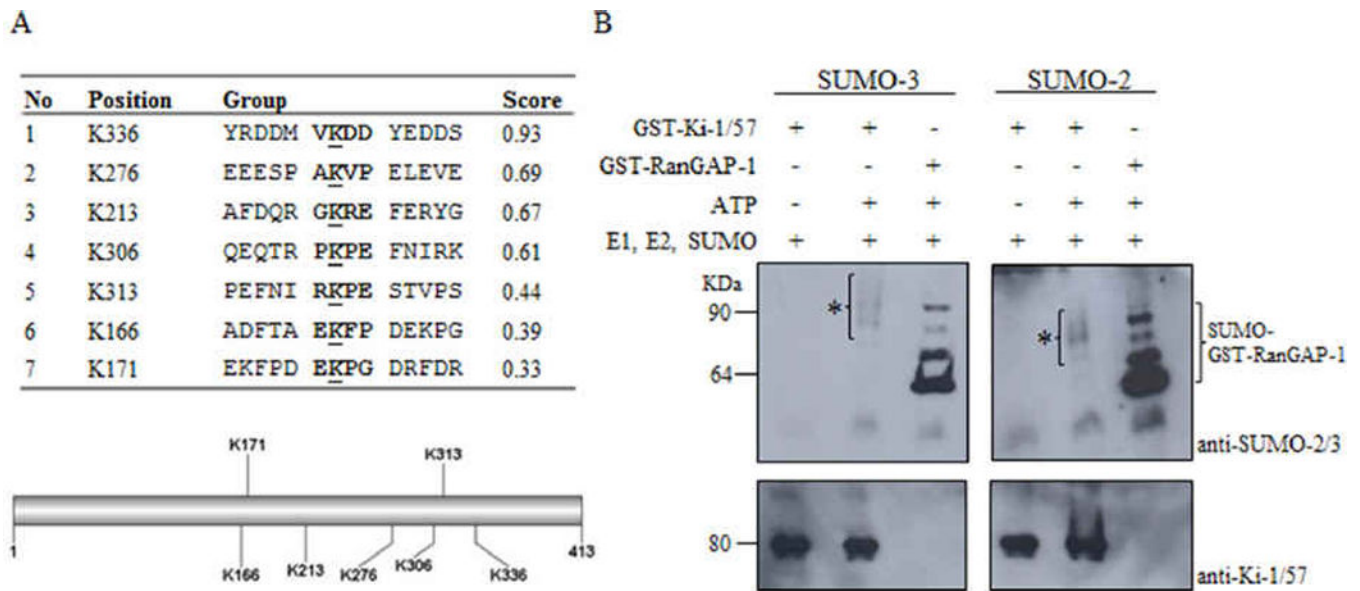 A
No Position Group Score
1 K336 YRDDM VKDD YEDDS 0.93
2 K276 EEESP AKVP ELEVE 0.69
3 K213 AFDQR GKRE FERYG 0.67
4 K306 QEQTR PKPE FNIRK 0.61
5 K313 PEFNI RKPE STVPS 0.44
6 K166 ADFTA EKFP DEKPG 0.39
7 K171 EKFPD EKPG DRFDR 0.33
K171 K313
1 413
K166 K213 K276 K306 K336
B
SUMO-3 SUMO-2
GST-Ki-1/57 + + - + + -
GST-RanGAP-1 - - + - - +
ATP - + + - + +
E1, E2, SUMO + + + + + +
KDa
90
64
* *
SUMO-
GST-RanGAP-1
anti-SUMO-2/3
80
anti-Ki-1/57